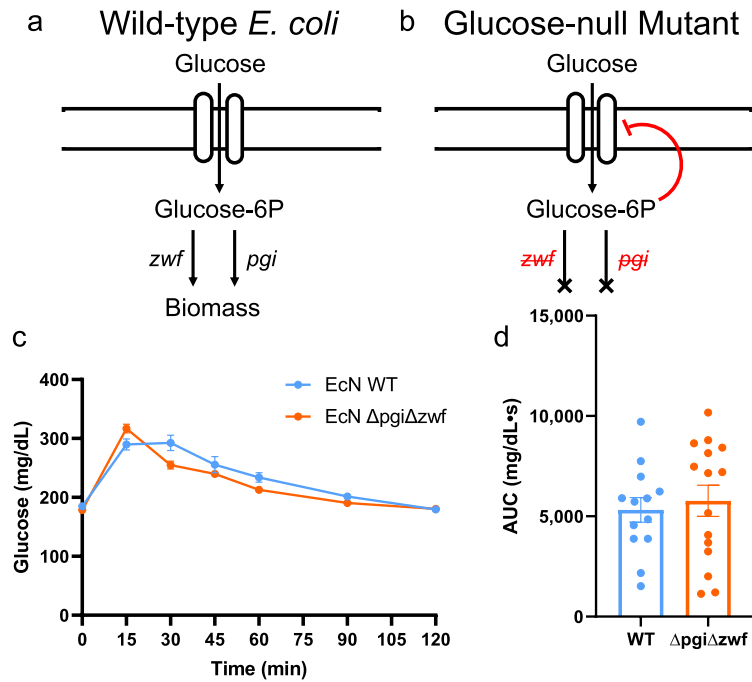 a Wild-type E. coli
Glucose
Glucose-6P
zwf pgi
Biomass
b Glucose-null Mutant
Glucose
Glucose-6P
zwf pgi
c
EcN WT
EcN ΔpgiΔzwf
Glucose (mg/dL)
400
300
200
100
0
0 15 30 45 60 75 90 105 120
Time (min)
d
AUC (mg/dL•s)
15,000
10,000
5,000
0
WT ΔpgiΔzwf